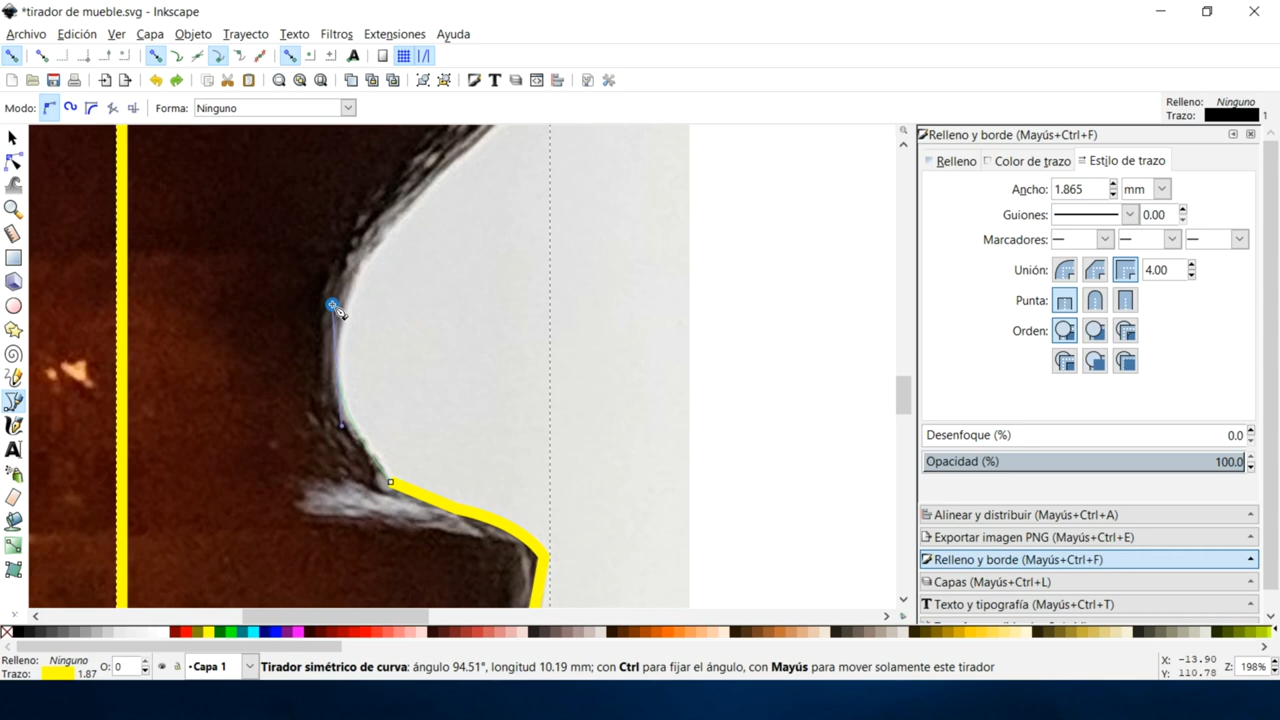 *tirador de mueble.svg - Inkscape
Archivo Edición Ver Capa Objeto Trayecto Texto Filtros Extensiones Ayuda
Modo: Forma: Ninguno
Relleno: Ninguno
Trazo: 1
Relleno y borde (Mayús+Ctrl+F)
Relleno Color de trazo Estilo de trazo
Ancho: 1.865 mm
Guiones: 0.00
Marcadores:
Unión: 4.00
Punta:
Orden:
Desenfoque (%) 0.0
Opacidad (%) 100.0
Alinear y distribuir (Mayús+Ctrl+A)
Exportar imagen PNG (Mayús+Ctrl+E)
Relleno y borde (Mayús+Ctrl+F)
Capas (Mayús+Ctrl+L)
Texto y tipografía (Mayús+Ctrl+T)
Relleno: Ninguno O: 0 •Capa 1 Tirador simétrico de curva: ángulo 94.51°, longitud 10.19 mm; con Ctrl para fijar el ángulo, con Mayús para mover solamente este tirador X: -13.90 Z: 198%
Trazo: 1.87 Y: 110.78